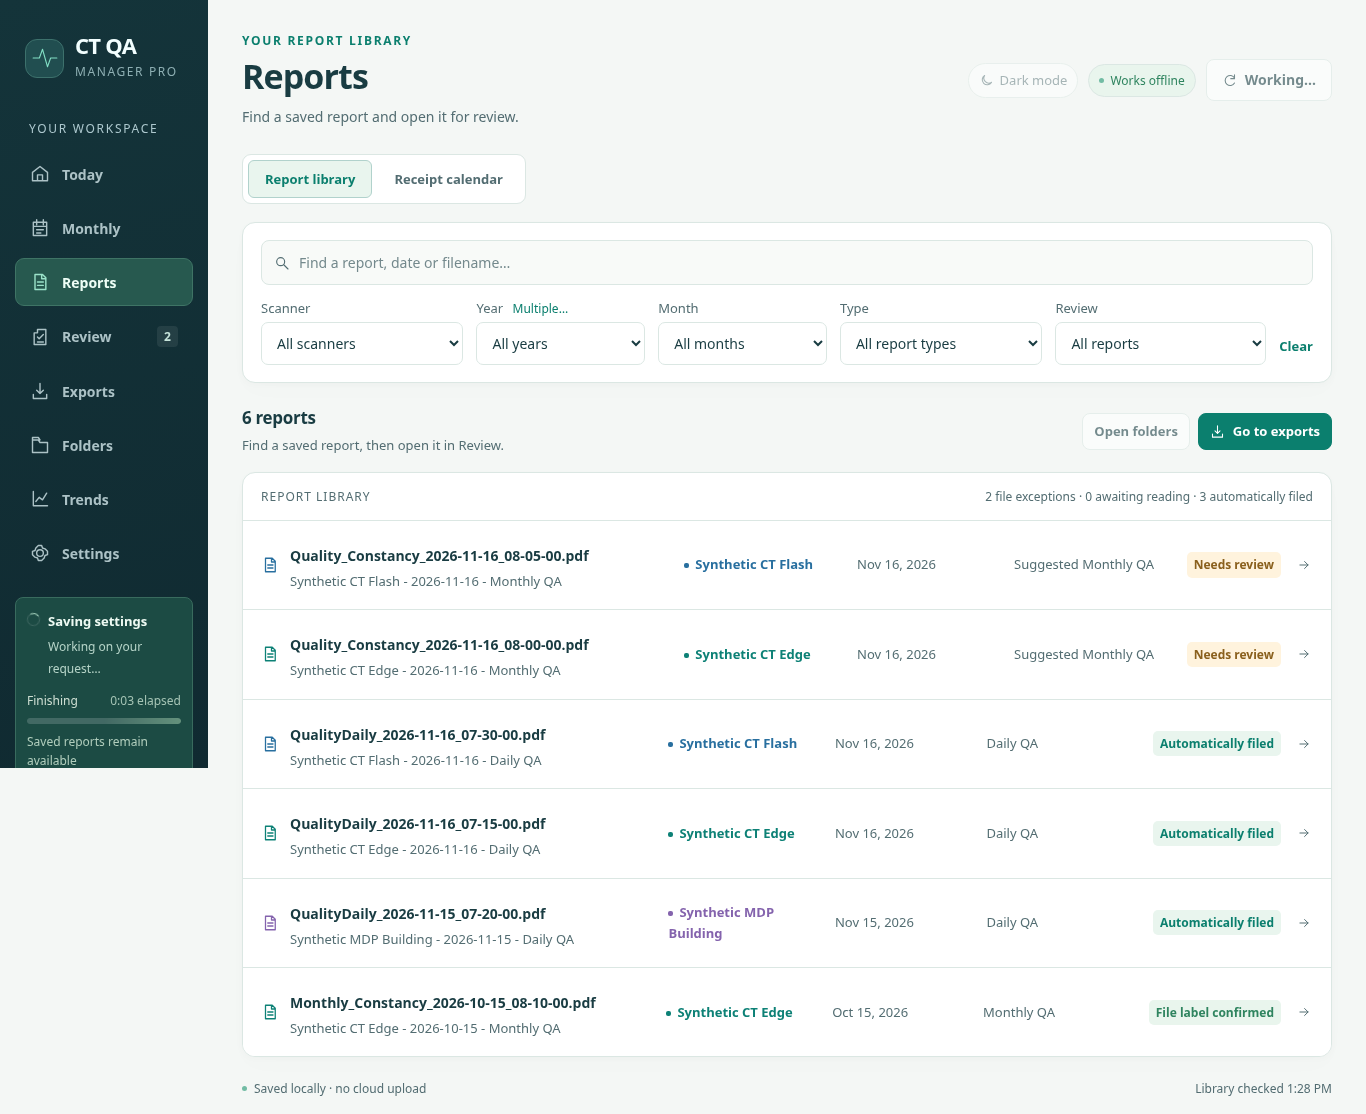 CT QA
MANAGER PRO
YOUR WORKSPACE
Today
Monthly
Reports
Review 2
Exports
Folders
Trends
Settings
Saving settings
Working on your
request...
Finishing 0:03 elapsed
Saved reports remain
available
YOUR REPORT LIBRARY
Reports
Find a saved report and open it for review.
Dark mode
Works offline
Working...
Report library
Receipt calendar
Find a report, date or filename...
Scanner
Year Multiple...
Month
Type
Review
All scanners
All years
All months
All report types
All reports
Clear
6 reports
Find a saved report, then open it in Review.
Open folders
Go to exports
REPORT LIBRARY
2 file exceptions · 0 awaiting reading · 3 automatically filed
Quality_Constancy_2026-11-16_08-05-00.pdf
Synthetic CT Flash - 2026-11-16 - Monthly QA
Synthetic CT Flash
Nov 16, 2026
Suggested Monthly QA
Needs review
Quality_Constancy_2026-11-16_08-00-00.pdf
Synthetic CT Edge - 2026-11-16 - Monthly QA
Synthetic CT Edge
Nov 16, 2026
Suggested Monthly QA
Needs review
QualityDaily_2026-11-16_07-30-00.pdf
Synthetic CT Flash - 2026-11-16 - Daily QA
Synthetic CT Flash
Nov 16, 2026
Daily QA
Automatically filed
QualityDaily_2026-11-16_07-15-00.pdf
Synthetic CT Edge - 2026-11-16 - Daily QA
Synthetic CT Edge
Nov 16, 2026
Daily QA
Automatically filed
QualityDaily_2026-11-15_07-20-00.pdf
Synthetic MDP Building - 2026-11-15 - Daily QA
Synthetic MDP
Building
Nov 15, 2026
Daily QA
Automatically filed
Monthly_Constancy_2026-10-15_08-10-00.pdf
Synthetic CT Edge - 2026-10-15 - Monthly QA
Synthetic CT Edge
Oct 15, 2026
Monthly QA
File label confirmed
Saved locally · no cloud upload
Library checked 1:28 PM